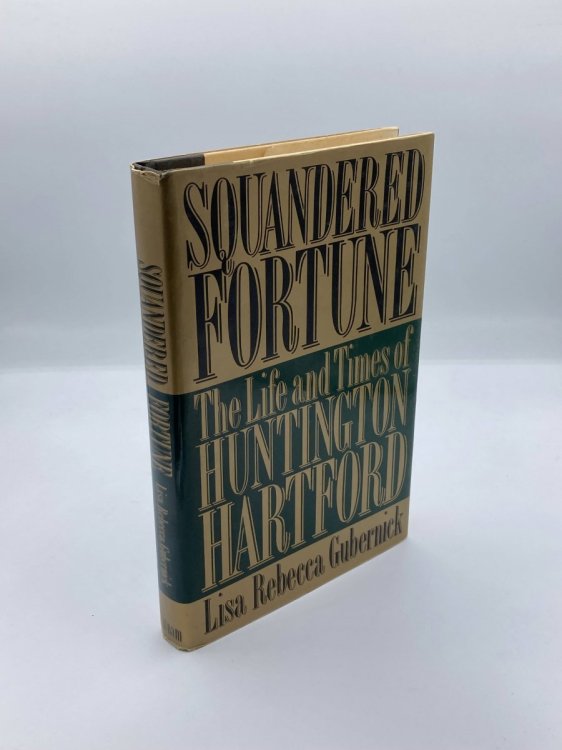 SQUANDERED
FORTUNE
The Life and Times of
HUNTINGTON
HARTFORD
Lisa Rebecca Gubernick
SQUANDERED FORTUNE Lisa Rebecca Gubernick